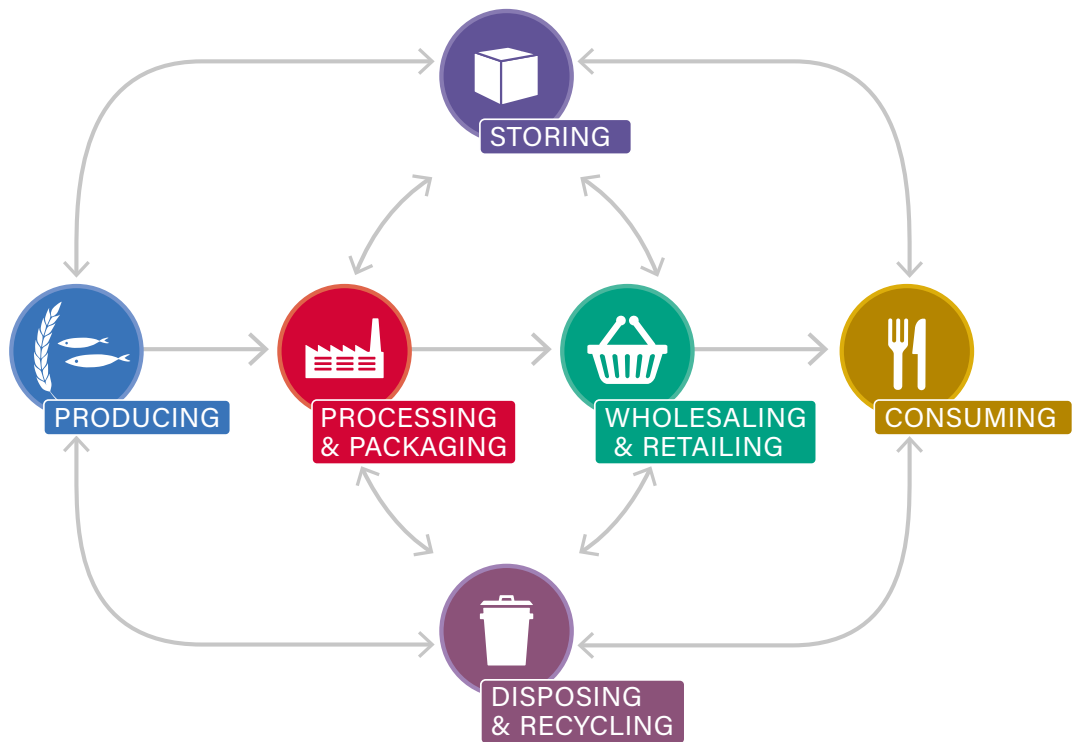 STORING
PRODUCING
PROCESSING
& PACKAGING
WHOLESALING
& RETAILING
CONSUMING
DISPOSING
& RECYCLING